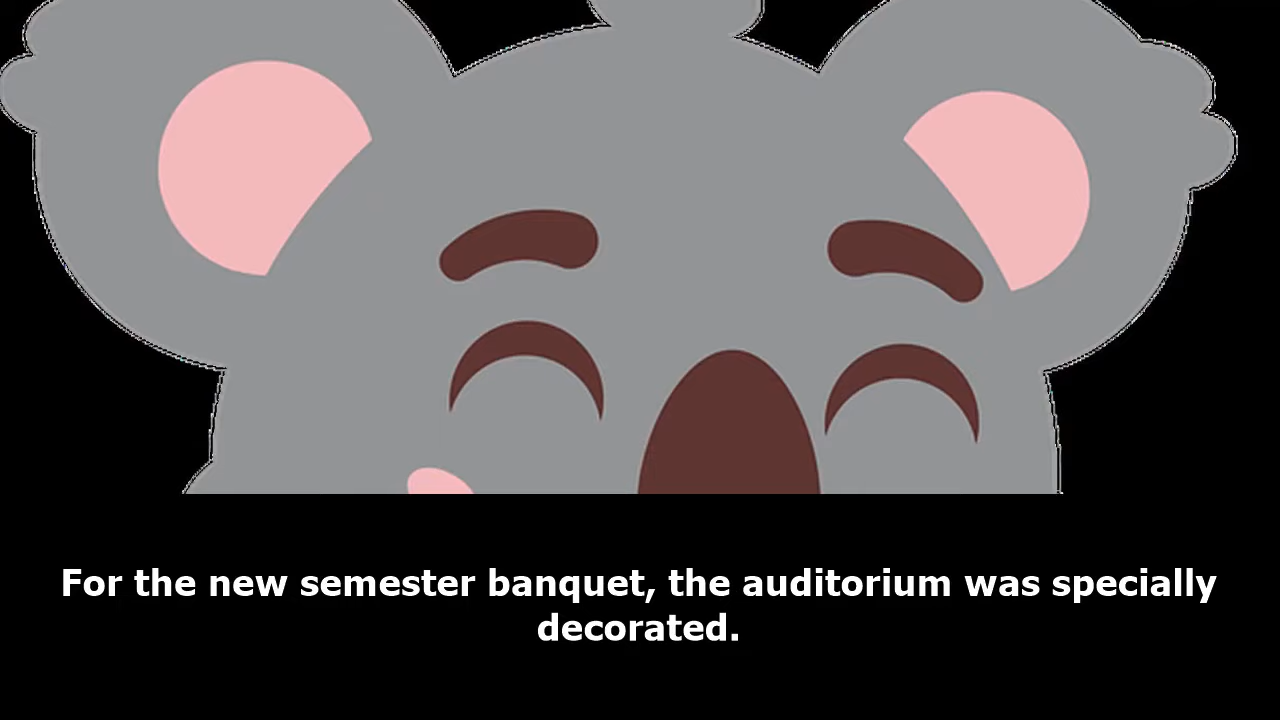 For the new semester banquet, the auditorium was specially
decorated.